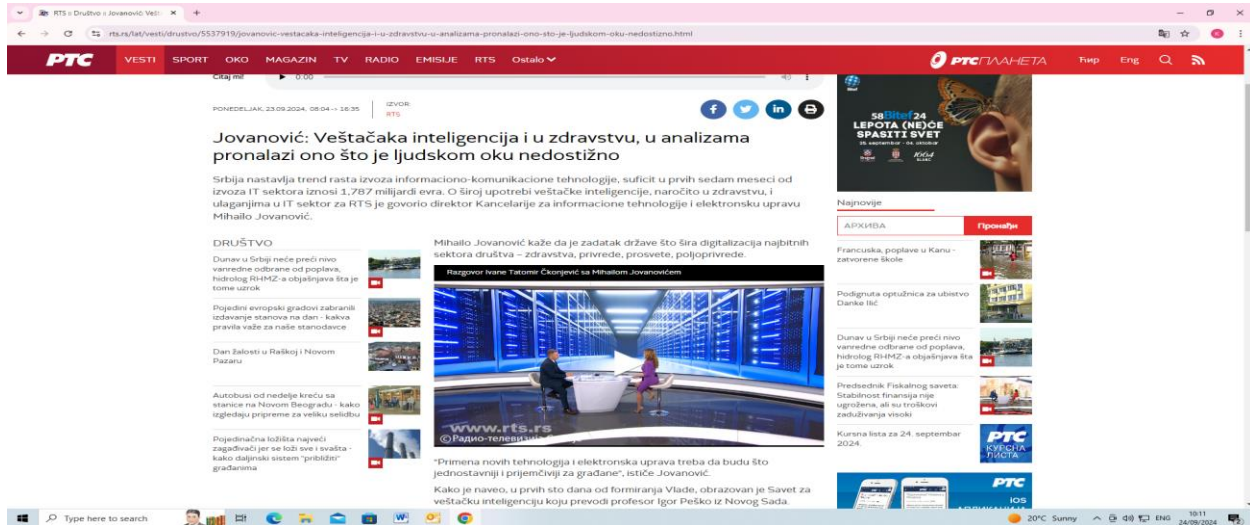 RTS :: Društvo :: Jovanović: Vešt
rts.rs/lat/vesti/drustvo/5537919/jovanovic-vestacaka-inteligencija-i-u-zdravstvu-u-analizama-pronalazi-ono-sto-je-ljudskom-oku-nedostizno.html
РТС VESTI SPORT OKO MAGAZIN TV RADIO EMISIJE RTS Ostalo РТСПЛАНЕТА Ћир Eng
Citaj mi!
0:00
PONEDELJAK, 23.09.2024, 08:04 -> 16:35
IZVOR:
RTS
Jovanović: Veštačaka inteligencija i u zdravstvu, u analizama
pronalazi ono što je ljudskom oku nedostižno
Srbija nastavlja trend rasta izvoza informaciono-komunikacione tehnologije, suficit u prvih sedam meseci od
izvoza IT sektora iznosi 1,787 milijardi evra. O široj upotrebi veštačke inteligencije, naročito u zdravstvu, i
ulaganjima u IT sektor za RTS je govorio direktor Kancelarije za informacione tehnologije i elektronsku upravu
Mihailo Jovanović.
DRUŠTVO
Dunav u Srbiji neće preći nivo
vanredne odbrane od poplava,
hidrolog RHMZ-a objašnjava šta je
tome uzrok
Pojedini evropski gradovi zabranili
izdavanje stanova na dan - kakva
pravila važe za naše stanodavce
Dan žalosti u Raškoj i Novom
Pazaru
Autobusi od nedelje kreću sa
stanice na Novom Beogradu - kako
izgledaju pripreme za veliku selidbu
Pojedinačna ložišta najveći
zagađivači jer se loži sve i svašta -
kako daljinski sistem "približiti"
građanima
Mihailo Jovanović kaže da je zadatak države što šira digitalizacija najbitnih
sektora društva – zdravstva, privrede, prosvete, poljoprivrede.
Razgovor Ivane Tatomir Čkonjević sa Mihailom Jovanovićem
www.rts.rs
©Радио-телевизија
"Primena novih tehnologija i elektronska uprava treba da budu što
jednostavniji i prijemčiviji za građane", ističe Jovanović.
Kako je naveo, u prvih sto dana od formiranja Vlade, obrazovan je Savet za
veštačku inteligenciju koju prevodi profesor Igor Peško iz Novog Sada.
Bitef
58Bitef24
LEPOTA (NE)ĆE
SPASITI SVET
25. septembar - 04. oktobar
1664
Najnovije
АРХИВА Пронађи
Francuska, poplave u Kanu -
zatvorene škole
Podignuta optužnica za ubistvo
Danke Ilić
Dunav u Srbiji neće preći nivo
vanredne odbrane od poplava,
hidrolog RHMZ-a objašnjava šta
je tome uzrok
Predsednik Fiskalnog saveta:
Stabilnost finansija nije
ugrožena, ali su troškovi
zaduživanja visoki
Kursna lista za 24. septembar
2024.
РТС
КУРСНА
ЛИСТА
РТС
iOS
Type here to search
20°C Sunny
ENG
10:11
24/09/2024